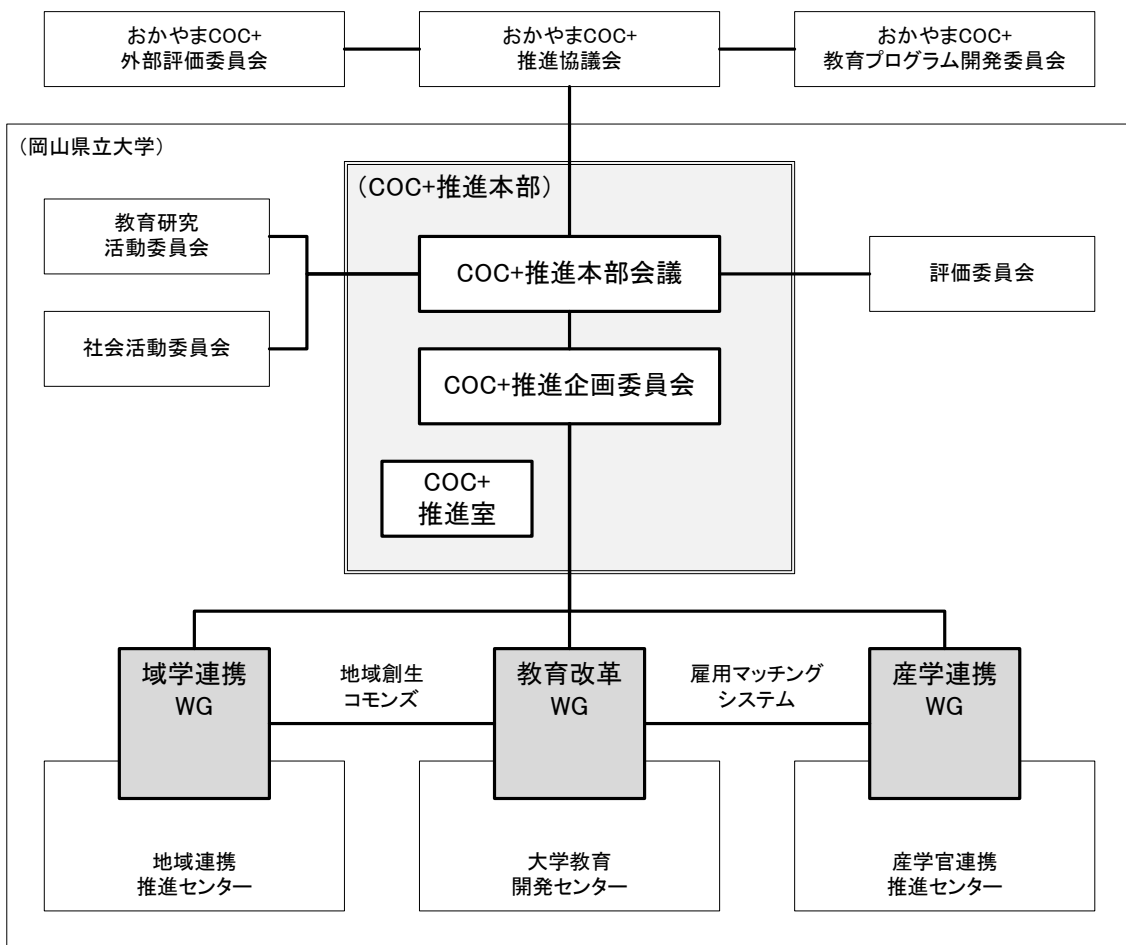 おかやまCOC+
外部評価委員会
おかやまCOC+
推進協議会
おかやまCOC+
教育プログラム開発委員会
（岡山県立大学）
（COC+推進本部）
教育研究
活動委員会
COC+推進本部会議
評価委員会
社会活動委員会
COC+推進企画委員会
COC+
推進室
域学連携
WG
地域創生
コモンズ
教育改革
WG
雇用マッチング
システム
産学連携
WG
地域連携
推進センター
大学教育
開発センター
産学官連携
推進センター